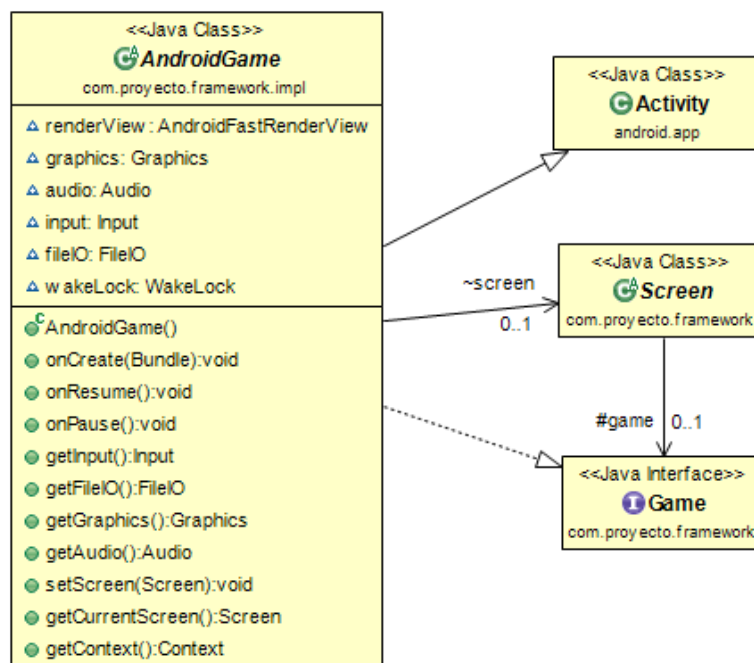 <<Java Class>>
AndroidGame
com.proyecto.framework.impl
renderView: AndroidFastRenderView
graphics: Graphics
audio: Audio
input: Input
fileIO: FileIO
wakeLock: WakeLock
AndroidGame()
onCreate(Bundle):void
onResume():void
onPause():void
getInput():Input
getFileIO():FileIO
getGraphics():Graphics
getAudio():Audio
setScreen(Screen):void
getCurrentScreen():Screen
getContext():Context
<<Java Class>>
Activity
android.app
~screen
0..1
<<Java Class>>
Screen
com.proyecto.framework
#game
0..1
<<Java Interface>>
Game
com.proyecto.framework